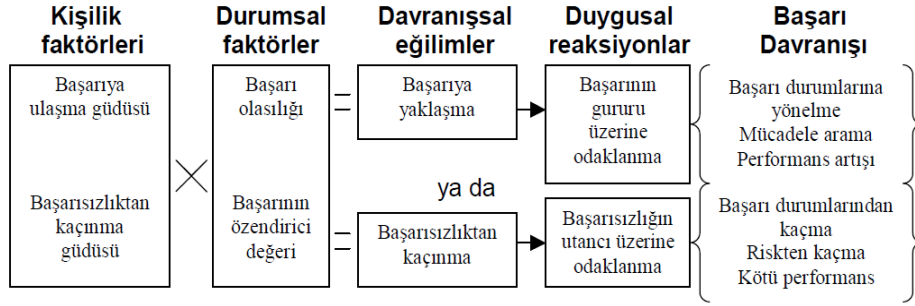 Kişilik
faktörleri
Durumsal
faktörler
Davranışsal
eğilimler
Duygusal
reaksiyonlar
Başarı
Davranışı
Başarıya
ulaşma güdüsü
Başarısızlıktan
kaçınma
güdüsü
Başarı
olasılığı
Başarının
özendirici
değeri
Başarıya
yaklaşma
ya da
Başarısızlıktan
kaçınma
Başarının
gururu
üzerine
odaklanma
Başarısızlığın
utancı üzerine
odaklanma
Başarı durumlarına
yönelme
Mücadele arama
Performans artışı
Başarı durumlarından
kaçma
Riskten kaçma
Kötü performans